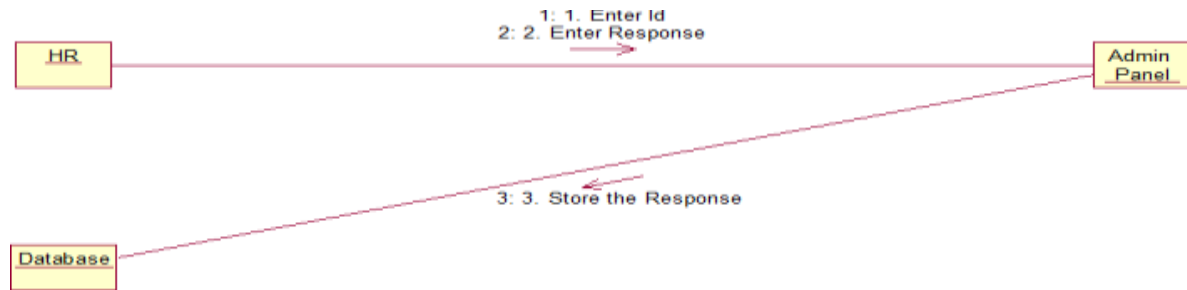 1: 1. Enter Id
2: 2. Enter Response
HR
Admin
Panel
3: 3. Store the Response
Database